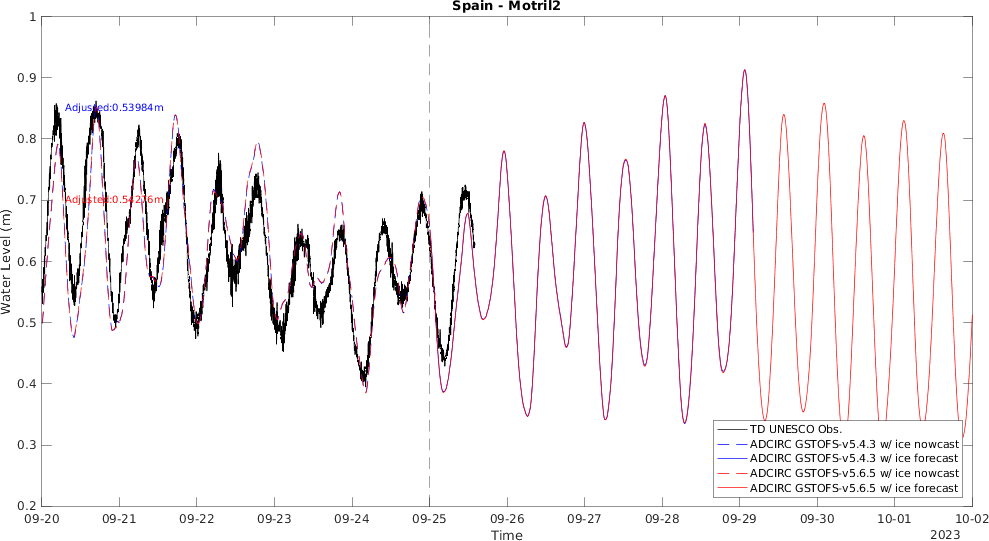 Spain - Motril2
1
0.9
0.8
0.7
0.6
0.5
0.4
0.3
0.2
Water Level (m)
Adjusted:0.53984m
Adjusted:0.54276m
TD UNESCO Obs.
ADCIRC GSTOFS-v5.4.3 w/ ice nowcast
ADCIRC GSTOFS-v5.4.3 w/ ice forecast
ADCIRC GSTOFS-v5.6.5 w/ ice nowcast
ADCIRC GSTOFS-v5.6.5 w/ ice forecast
09-20 09-21 09-22 09-23 09-24 09-25 09-26 09-27 09-28 09-29 09-30 10-01 10-02
Time
2023